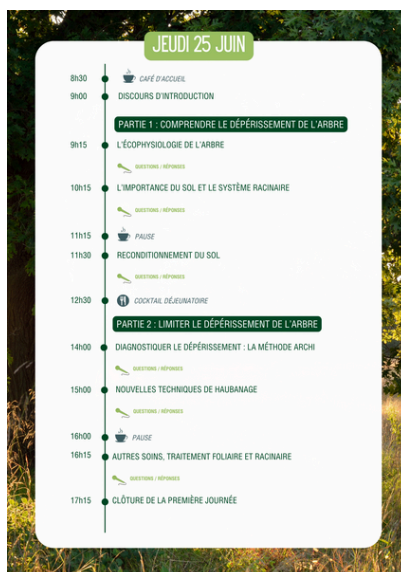 JEUDI 25 JUIN
8h30 CAFÉ D'ACCUEIL
9h00 DISCOURS D'INTRODUCTION
PARTIE 1 : COMPRENDRE LE DÉPÉRISSEMENT DE L'ARBRE
9h15 L'ÉCOPHYSIOLOGIE DE L'ARBRE
QUESTIONS / RÉPONSES
10h15 L'IMPORTANCE DU SOL ET LE SYSTÈME RACINAIRE
QUESTIONS / RÉPONSES
11h15 PAUSE
11h30 RECONDITIONNEMENT DU SOL
QUESTIONS / RÉPONSES
12h30 COCKTAIL DÉJEUNATOIRE
PARTIE 2 : LIMITER LE DÉPÉRISSEMENT DE L'ARBRE
14h00 DIAGNOSTIQUER LE DÉPÉRISSEMENT : LA MÉTHODE ARCHI
QUESTIONS / RÉPONSES
15h00 NOUVELLES TECHNIQUES DE HAUBANAGE
QUESTIONS / RÉPONSES
16h00 PAUSE
16h15 AUTRES SOINS, TRAITEMENT FOLIAIRE ET RACINAIRE
QUESTIONS / RÉPONSES
17h15 CLÔTURE DE LA PREMIÈRE JOURNÉE